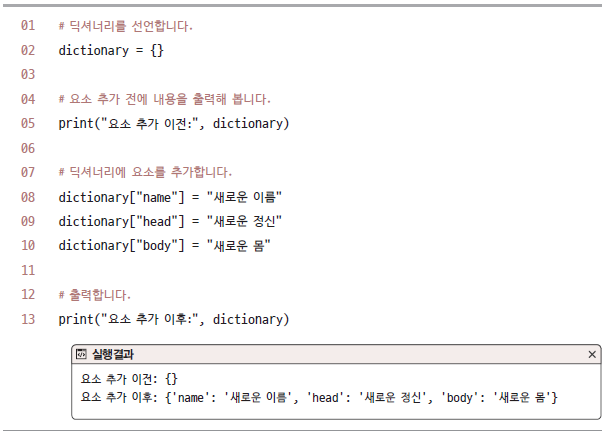 01 # 딕셔너리를 선언합니다.
02 dictionary = {}
03
04 # 요소 추가 전에 내용을 출력해 봅니다.
05 print("요소 추가 이전:", dictionary)
06
07 # 딕셔너리에 요소를 추가합니다.
08 dictionary["name"] = "새로운 이름"
09 dictionary["head"] = "새로운 정신"
10 dictionary["body"] = "새로운 몸"
11
12 # 출력합니다.
13 print("요소 추가 이후:", dictionary)
실행결과 ×
요소 추가 이전: {}
요소 추가 이후: {'name': '새로운 이름', 'head': '새로운 정신', 'body': '새로운 몸'}